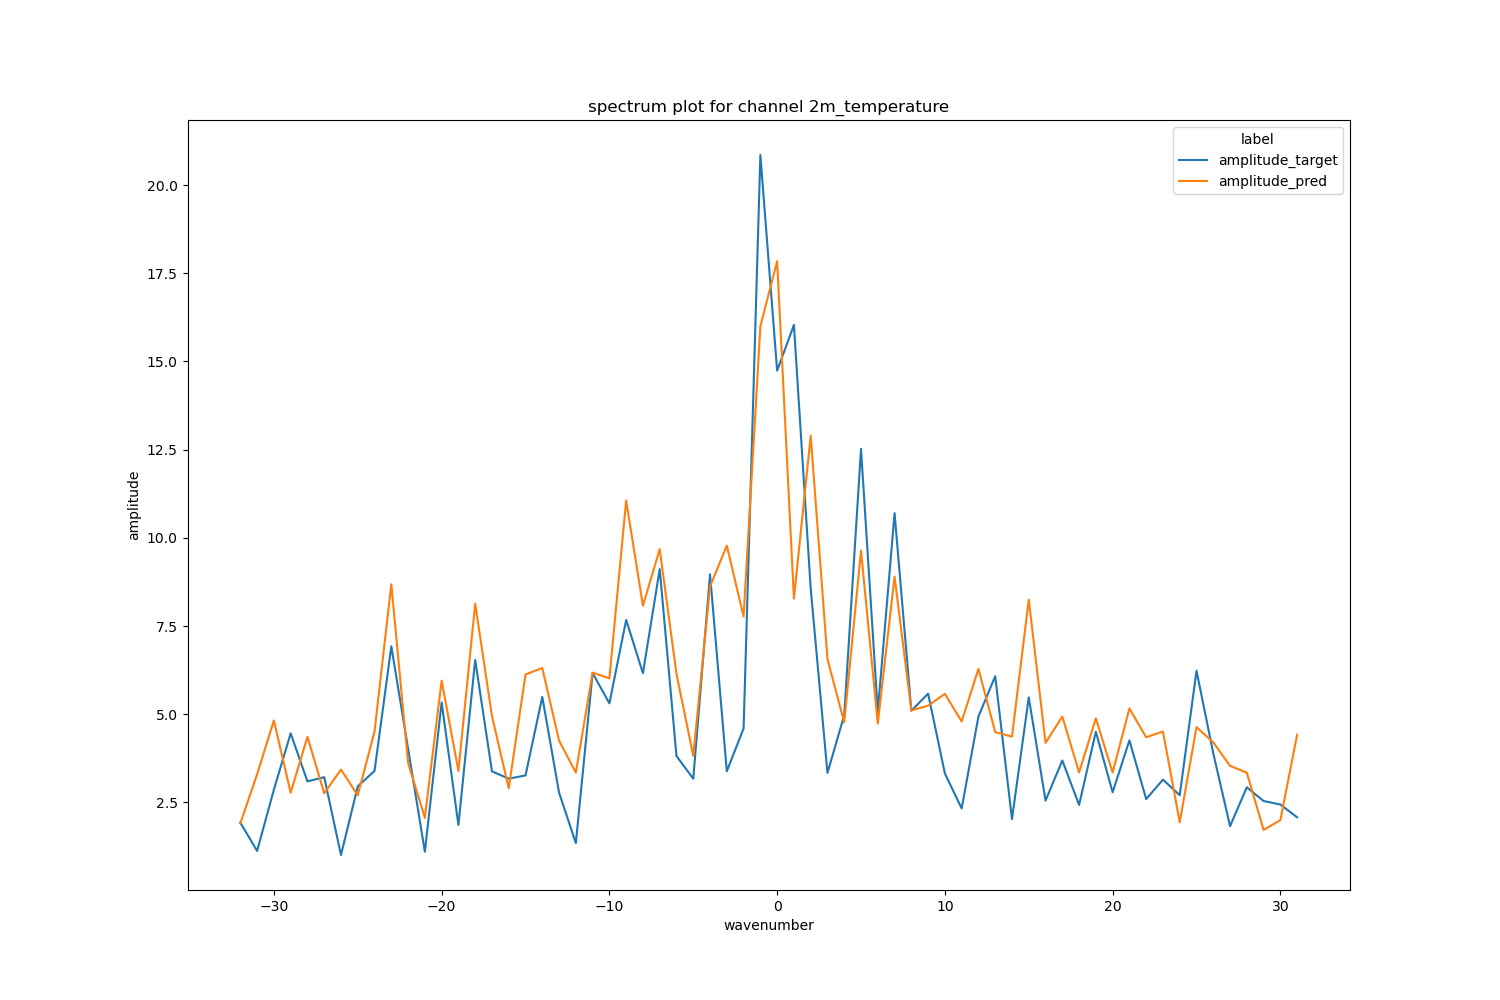 spectrum plot for channel 2m_temperature
label
amplitude_target
amplitude_pred
20.0
17.5
15.0
12.5
10.0
7.5
5.0
2.5
amplitude
−30
−20
−10
0
10
20
30
wavenumber